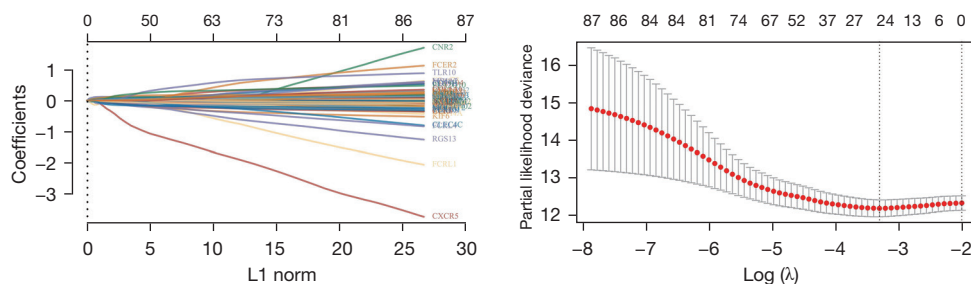 0 50 63 73 81 86 87
Coefficients
1
0
−1
−2
−3
CNR2
FCER2
TLR10
KIF6
CLEC4C
RGS13
FCRL1
CXCR5
0 5 10 15 20 25 30
L1 norm
87 86 84 84 81 74 67 52 37 27 24 13 6 0
Partial likelihood deviance
16
15
14
13
12
−8 −7 −6 −5 −4 −3 −2
Log (λ)